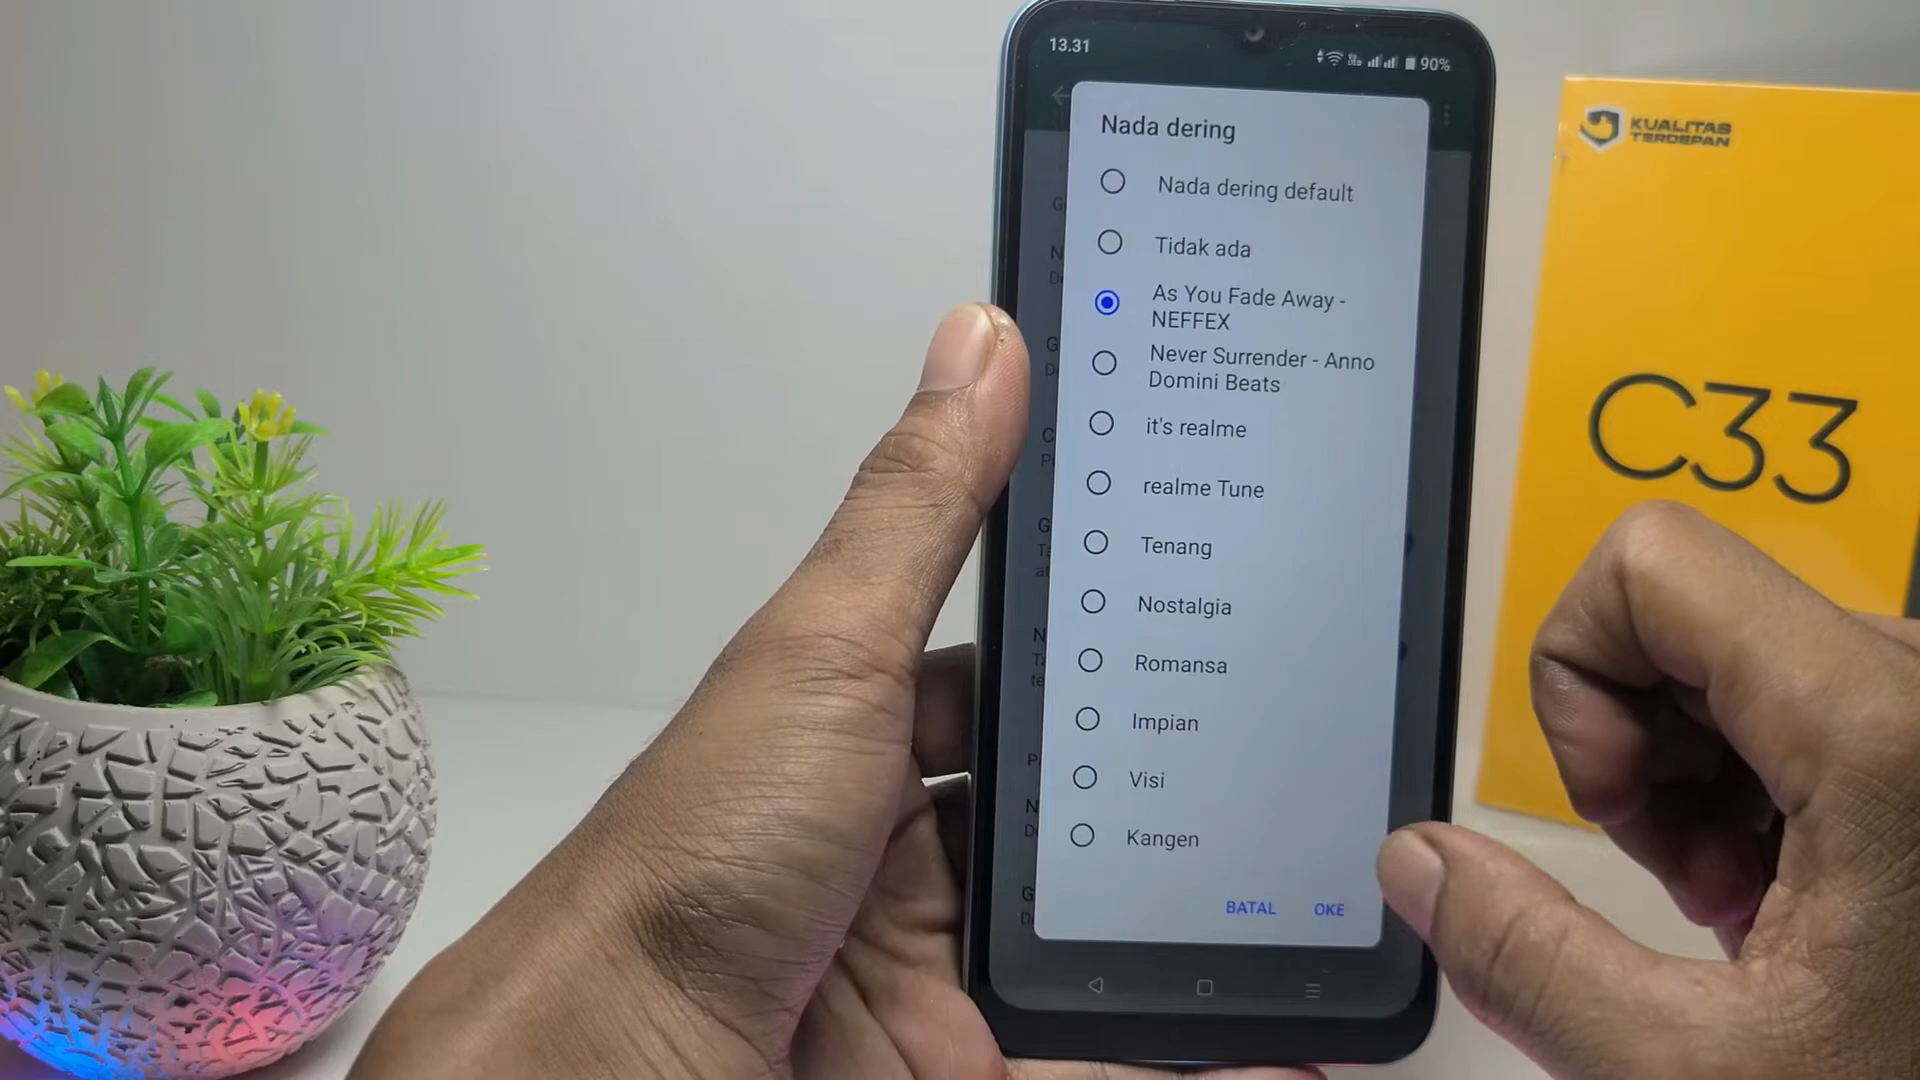 13.31
90%
Nada dering
Nada dering default
Tidak ada
As You Fade Away -
NEFFEX
Never Surrender - Anno
Domini Beats
it's realme
realme Tune
Tenang
Nostalgia
Romansa
Impian
Visi
Kangen
BATAL OKE
KUALITAS
TERDEPAN
C33